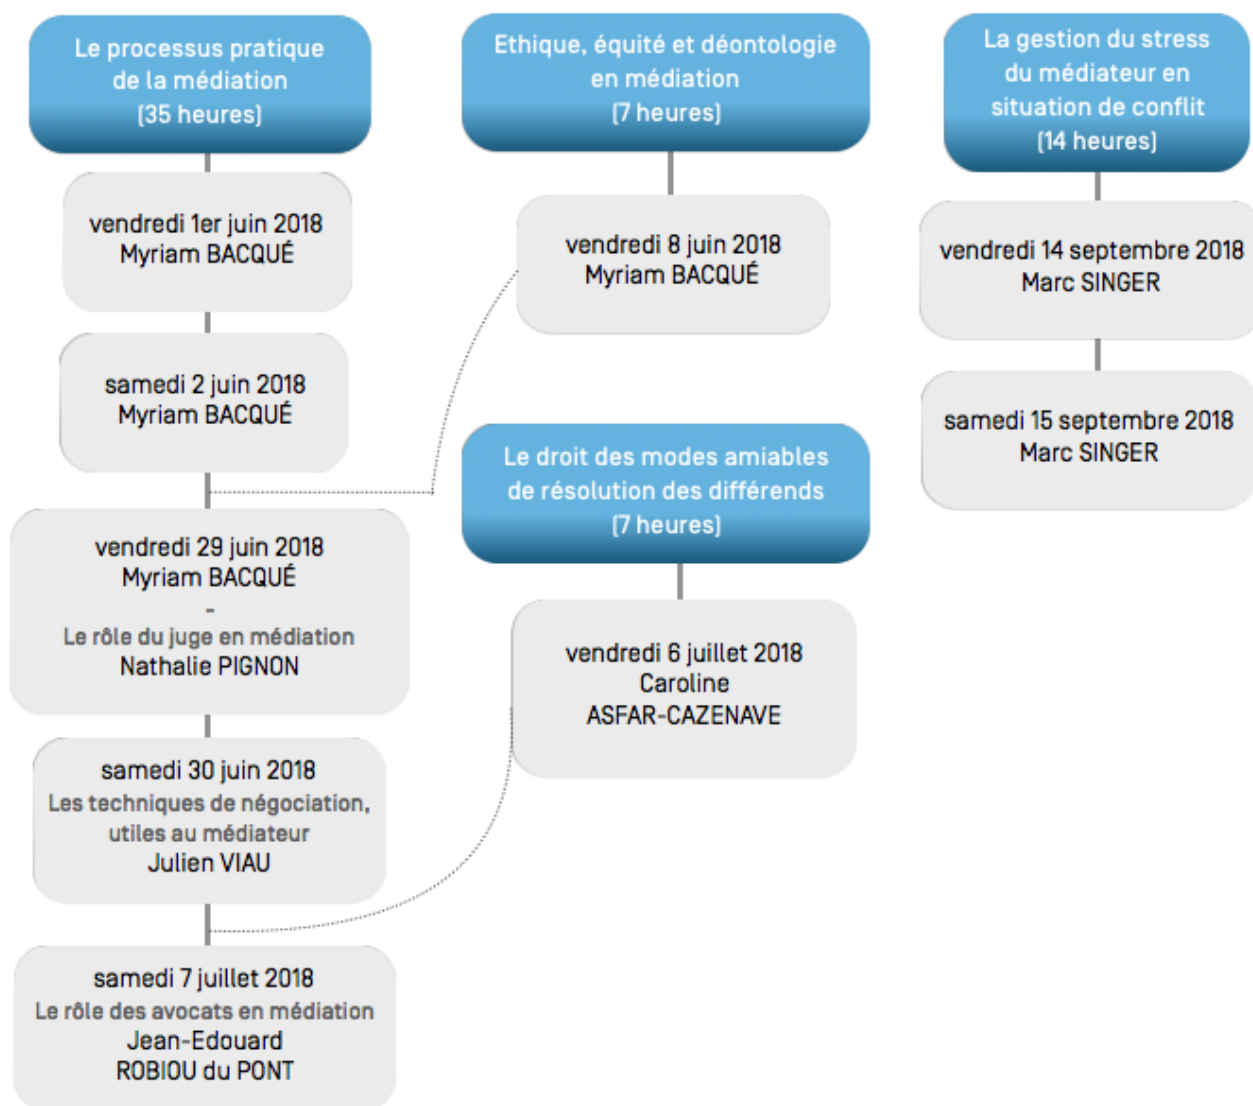 Le processus pratique
de la médiation
(35 heures)
vendredi 1er juin 2018
Myriam BACQUÉ
samedi 2 juin 2018
Myriam BACQUÉ
vendredi 29 juin 2018
Myriam BACQUÉ
-
Le rôle du juge en médiation
Nathalie PIGNON
samedi 30 juin 2018
Les techniques de négociation,
utiles au médiateur
Julien VIAU
samedi 7 juillet 2018
Le rôle des avocats en médiation
Jean-Edouard
ROBIOU du PONT
Ethique, équité et déontologie
en médiation
(7 heures)
vendredi 8 juin 2018
Myriam BACQUÉ
Le droit des modes amiables
de résolution des différends
(7 heures)
vendredi 6 juillet 2018
Caroline
ASFAR-CAZENAVE
La gestion du stress
du médiateur en
situation de conflit
(14 heures)
vendredi 14 septembre 2018
Marc SINGER
samedi 15 septembre 2018
Marc SINGER